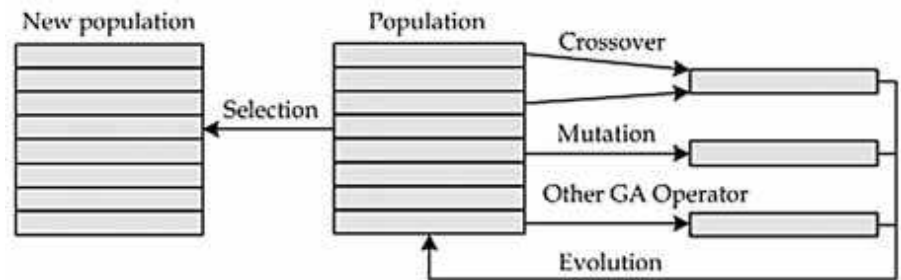 New population
Population
Crossover
Selection
Mutation
Other GA Operator
Evolution